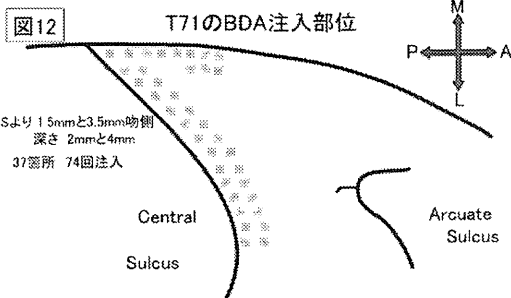 図12
T71のBDA注入部位
M
P
A
L
Sより 1 5mmと3.5mm吻側
深さ 2mmと4mm
37箇所 74回注入
Central
Sulcus
Arcuate
Sulcus